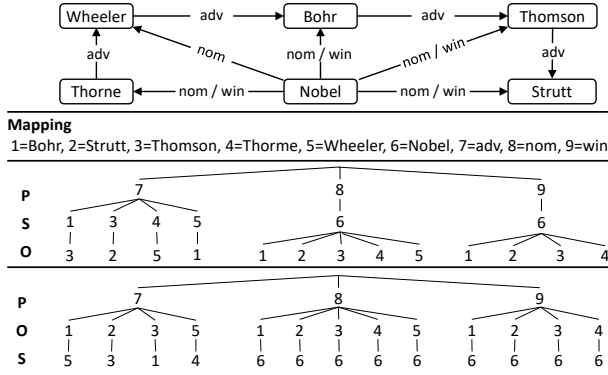 Wheeler adv Bohr adv Thomson
adv nom nom / win nom / win adv
Thorne nom / win Nobel nom / win Strutt
Mapping
1=Bohr, 2=Strutt, 3=Thomson, 4=Thorme, 5=Wheeler, 6=Nobel, 7=adv, 8=nom, 9=win
P 7 8 9
S 1 3 4 5 6 6
O 3 2 5 1 1 2 3 4 5 1 2 3 4
P 7 8 9
O 1 2 3 5 1 2 3 4 5 1 2 3 4
S 5 3 1 4 6 6 6 6 6 6 6 6 6